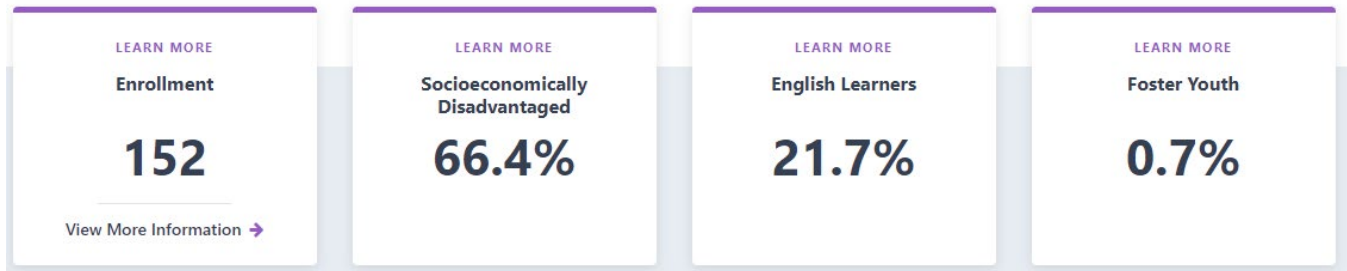 LEARN MORE
Enrollment
152
View More Information
LEARN MORE
Socioeconomically
Disadvantaged
66.4%
LEARN MORE
English Learners
21.7%
LEARN MORE
Foster Youth
0.7%